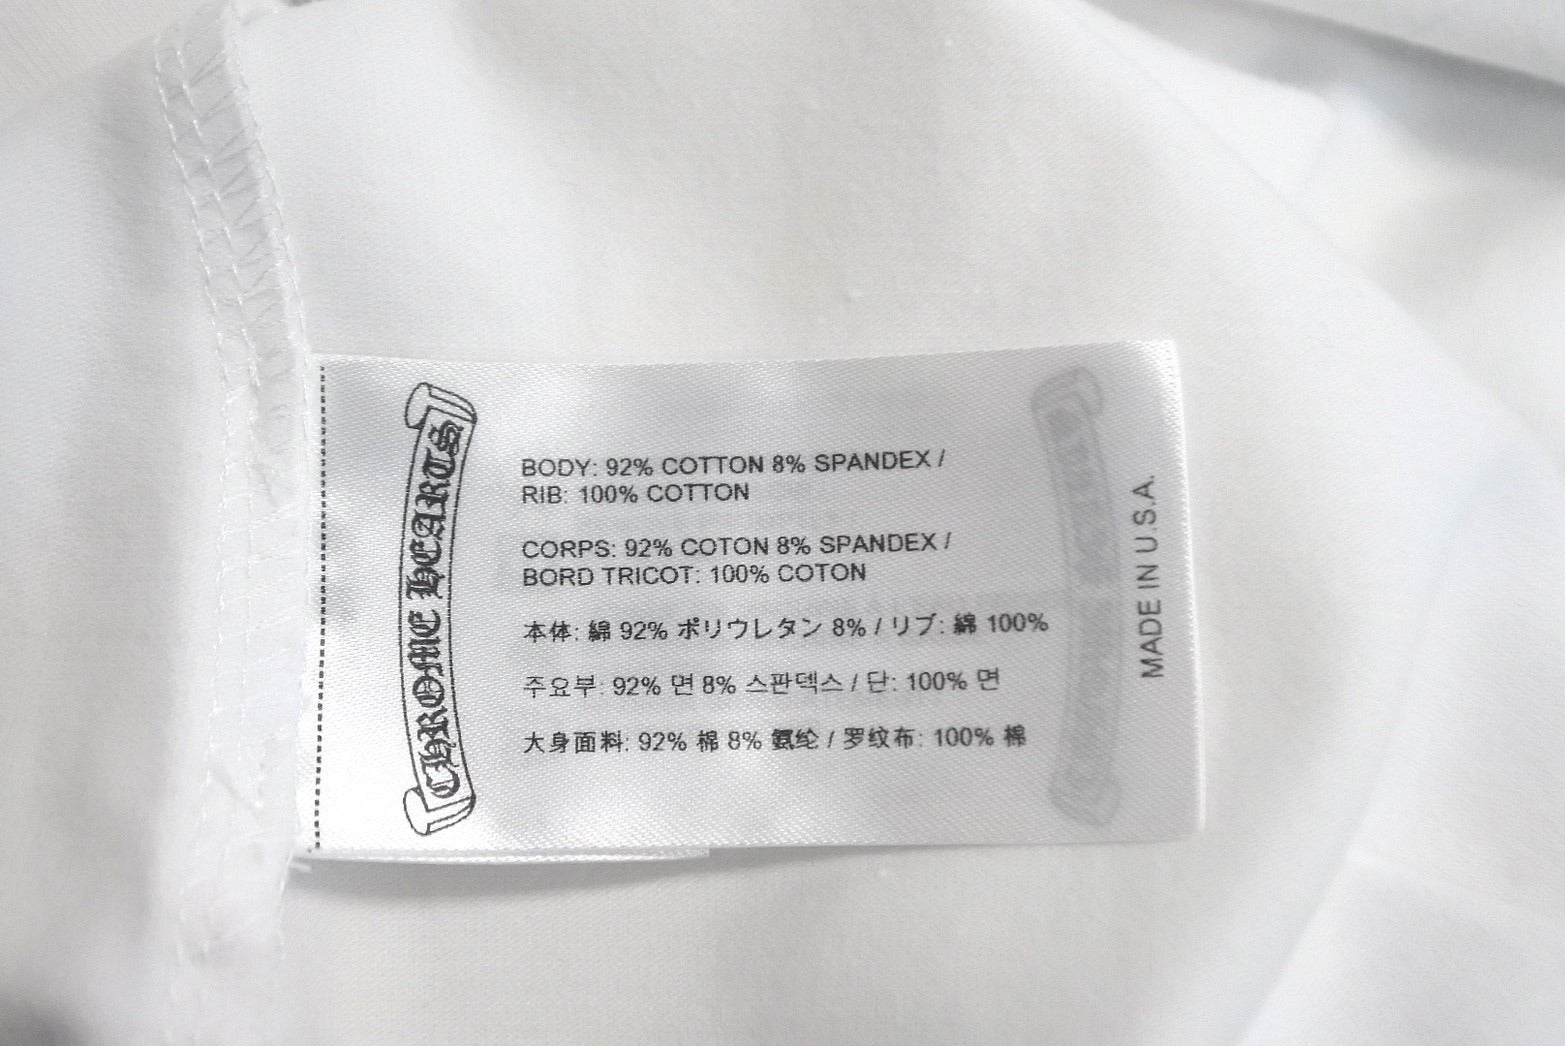 CHROME HEARTS
BODY: 92% COTTON 8% SPANDEX /
RIB: 100% COTTON
CORPS: 92% COTON 8% SPANDEX /
BORD TRICOT: 100% COTON
本体: 綿 92% ポリウレタン 8% / リブ: 綿 100%
주요부: 92% 면 8% 스판덱스 / 단: 100% 면
大身面料: 92% 棉 8% 氨纶 / 罗纹布: 100% 棉
MADE IN U.S.A.